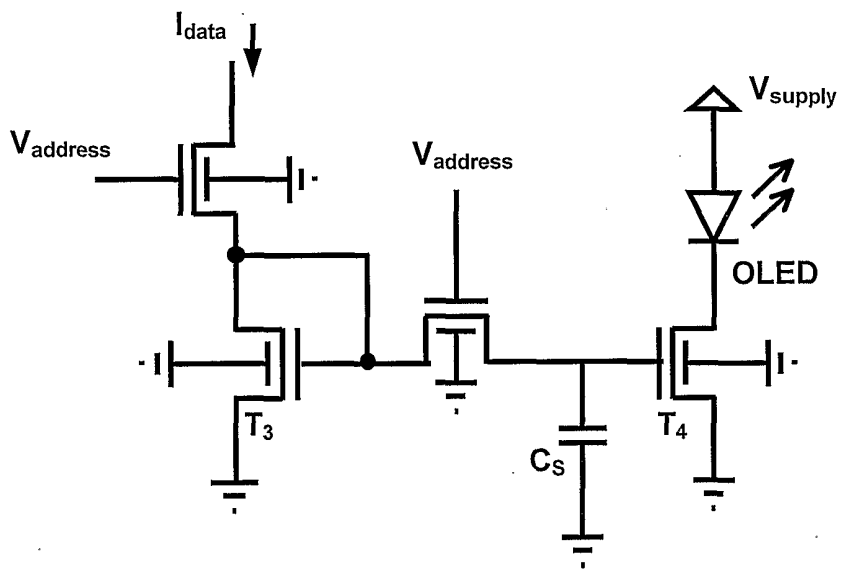 Idata
Vsupply
Vaddress
Vaddress
OLED
T3
T4
CS